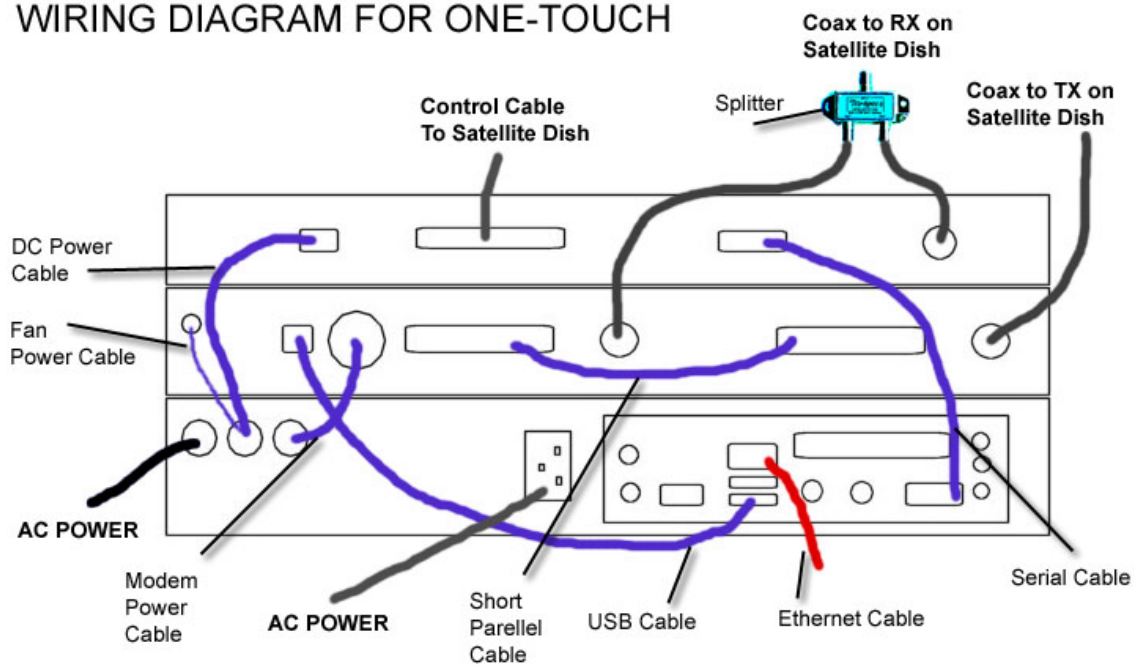 WIRING DIAGRAM FOR ONE-TOUCH
Coax to RX on
Satellite Dish
Control Cable
To Satellite Dish
Splitter
Coax to TX on
Satellite Dish
DC Power
Cable
Fan
Power Cable
AC POWER
Modem
Power
Cable
AC POWER
Short
Parellel
Cable
USB Cable
Ethernet Cable
Serial Cable